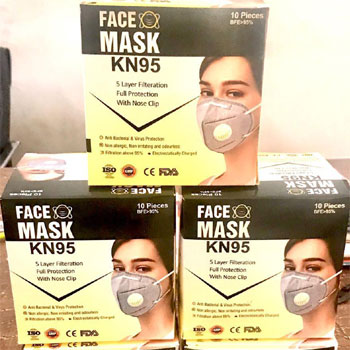 FACE
MASK
KN95
10 Pieces
BFE>95%
5 Layer Filteration
Full Protection
With Nose Clip
Anti Bacterial & Virus Protection
Non allergic, Non irritating and odourless
Filtration above 95%
Electrostatically Charged
ISO
CE
FDA
FACE
MASK
KN95
10 Pieces
BFE>95%
5 Layer Filteration
Full Protection
With Nose Clip
Anti Bacterial & Virus Protection
Non allergic, Non irritating and odourless
Filtration above 95%
Electrostatically Charged
ISO
CE
FDA
FACE
MASK
KN95
10 Pieces
BFE>95%
5 Layer Filteration
Full Protection
With Nose Clip
Anti Bacterial & Virus Protection
Non allergic, Non irritating and odourless
Filtration above 95%
Electrostatically Charged
ISO
CE
FDA